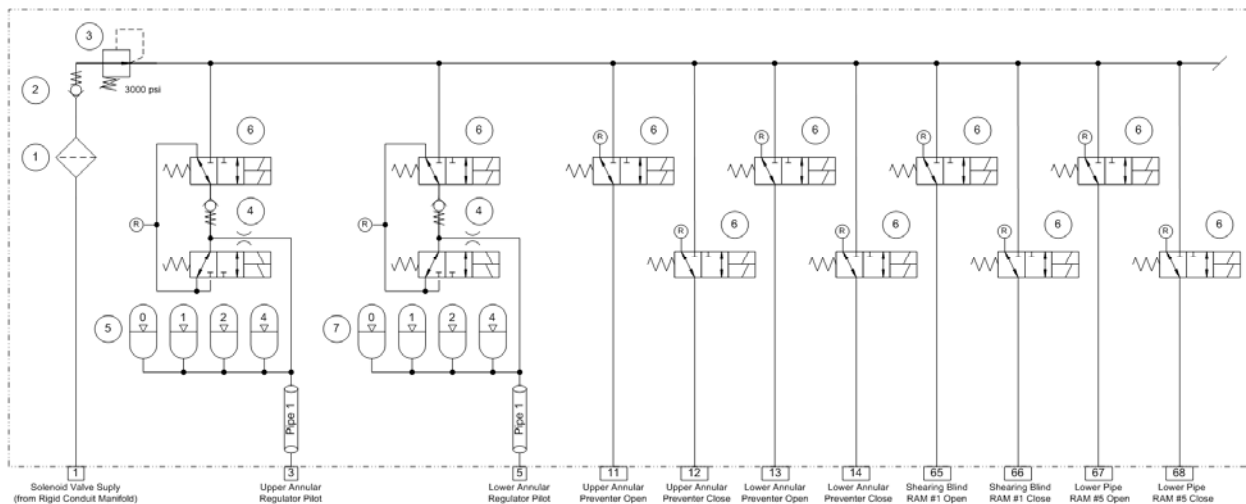 3
2
3000 psi
1
6
6
6
6
6
6
R
R
R
R
4
4
6
6
6
6
R
R
R
R
R
R
5
0
1
2
4
7
0
1
2
4
Pipe 1
Pipe 1
1
3
5
11
12
13
14
65
66
67
68
Solenoid Valve Suply
(from Rigid Conduit Manifold)
Upper Annular
Regulator Pilot
Lower Annular
Regulator Pilot
Upper Annular
Preventer Open
Upper Annular
Preventer Close
Lower Annular
Preventer Open
Lower Annular
Preventer Close
Shearing Blind
RAM #1 Open
Shearing Blind
RAM #1 Close
Lower Pipe
RAM #5 Open
Lower Pipe
RAM #5 Close